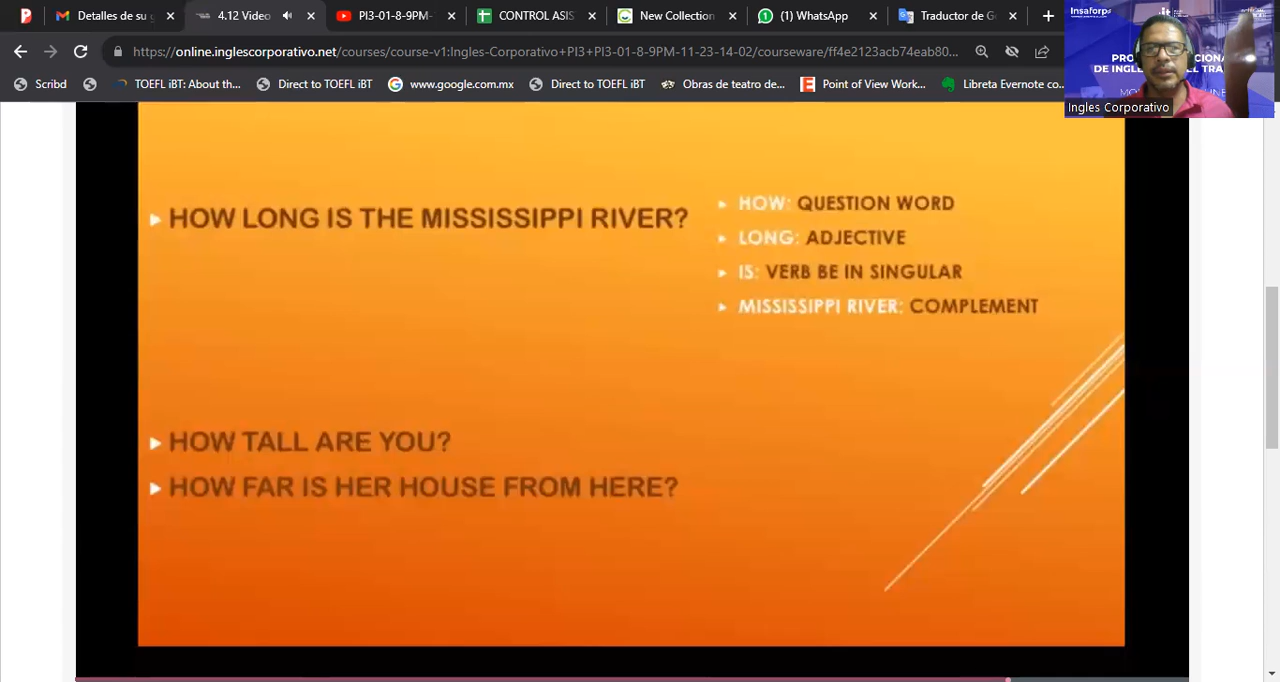 Detalles de su g
4.12 Video
PI3-01-8-9PM-
CONTROL ASIS
New Collection
(1) WhatsApp
Traductor de G
https://online.inglescorporativo.net/courses/course-v1:Ingles-Corporativo+PI3+PI3-01-8-9PM-11-23-14-02/courseware/ff4e2123acb74eab80...
Scribd
TOEFL iBT: About th...
Direct to TOEFL iBT
www.google.com.mx
Direct to TOEFL iBT
Obras de teatro de...
Point of View Work...
Libreta Evernote co...
Insaforp
Ingles Corporativo
HOW LONG IS THE MISSISSIPPI RIVER?
HOW TALL ARE YOU?
HOW FAR IS HER HOUSE FROM HERE?
HOW: QUESTION WORD
LONG: ADJECTIVE
IS: VERB BE IN SINGULAR
MISSISSIPPI RIVER: COMPLEMENT